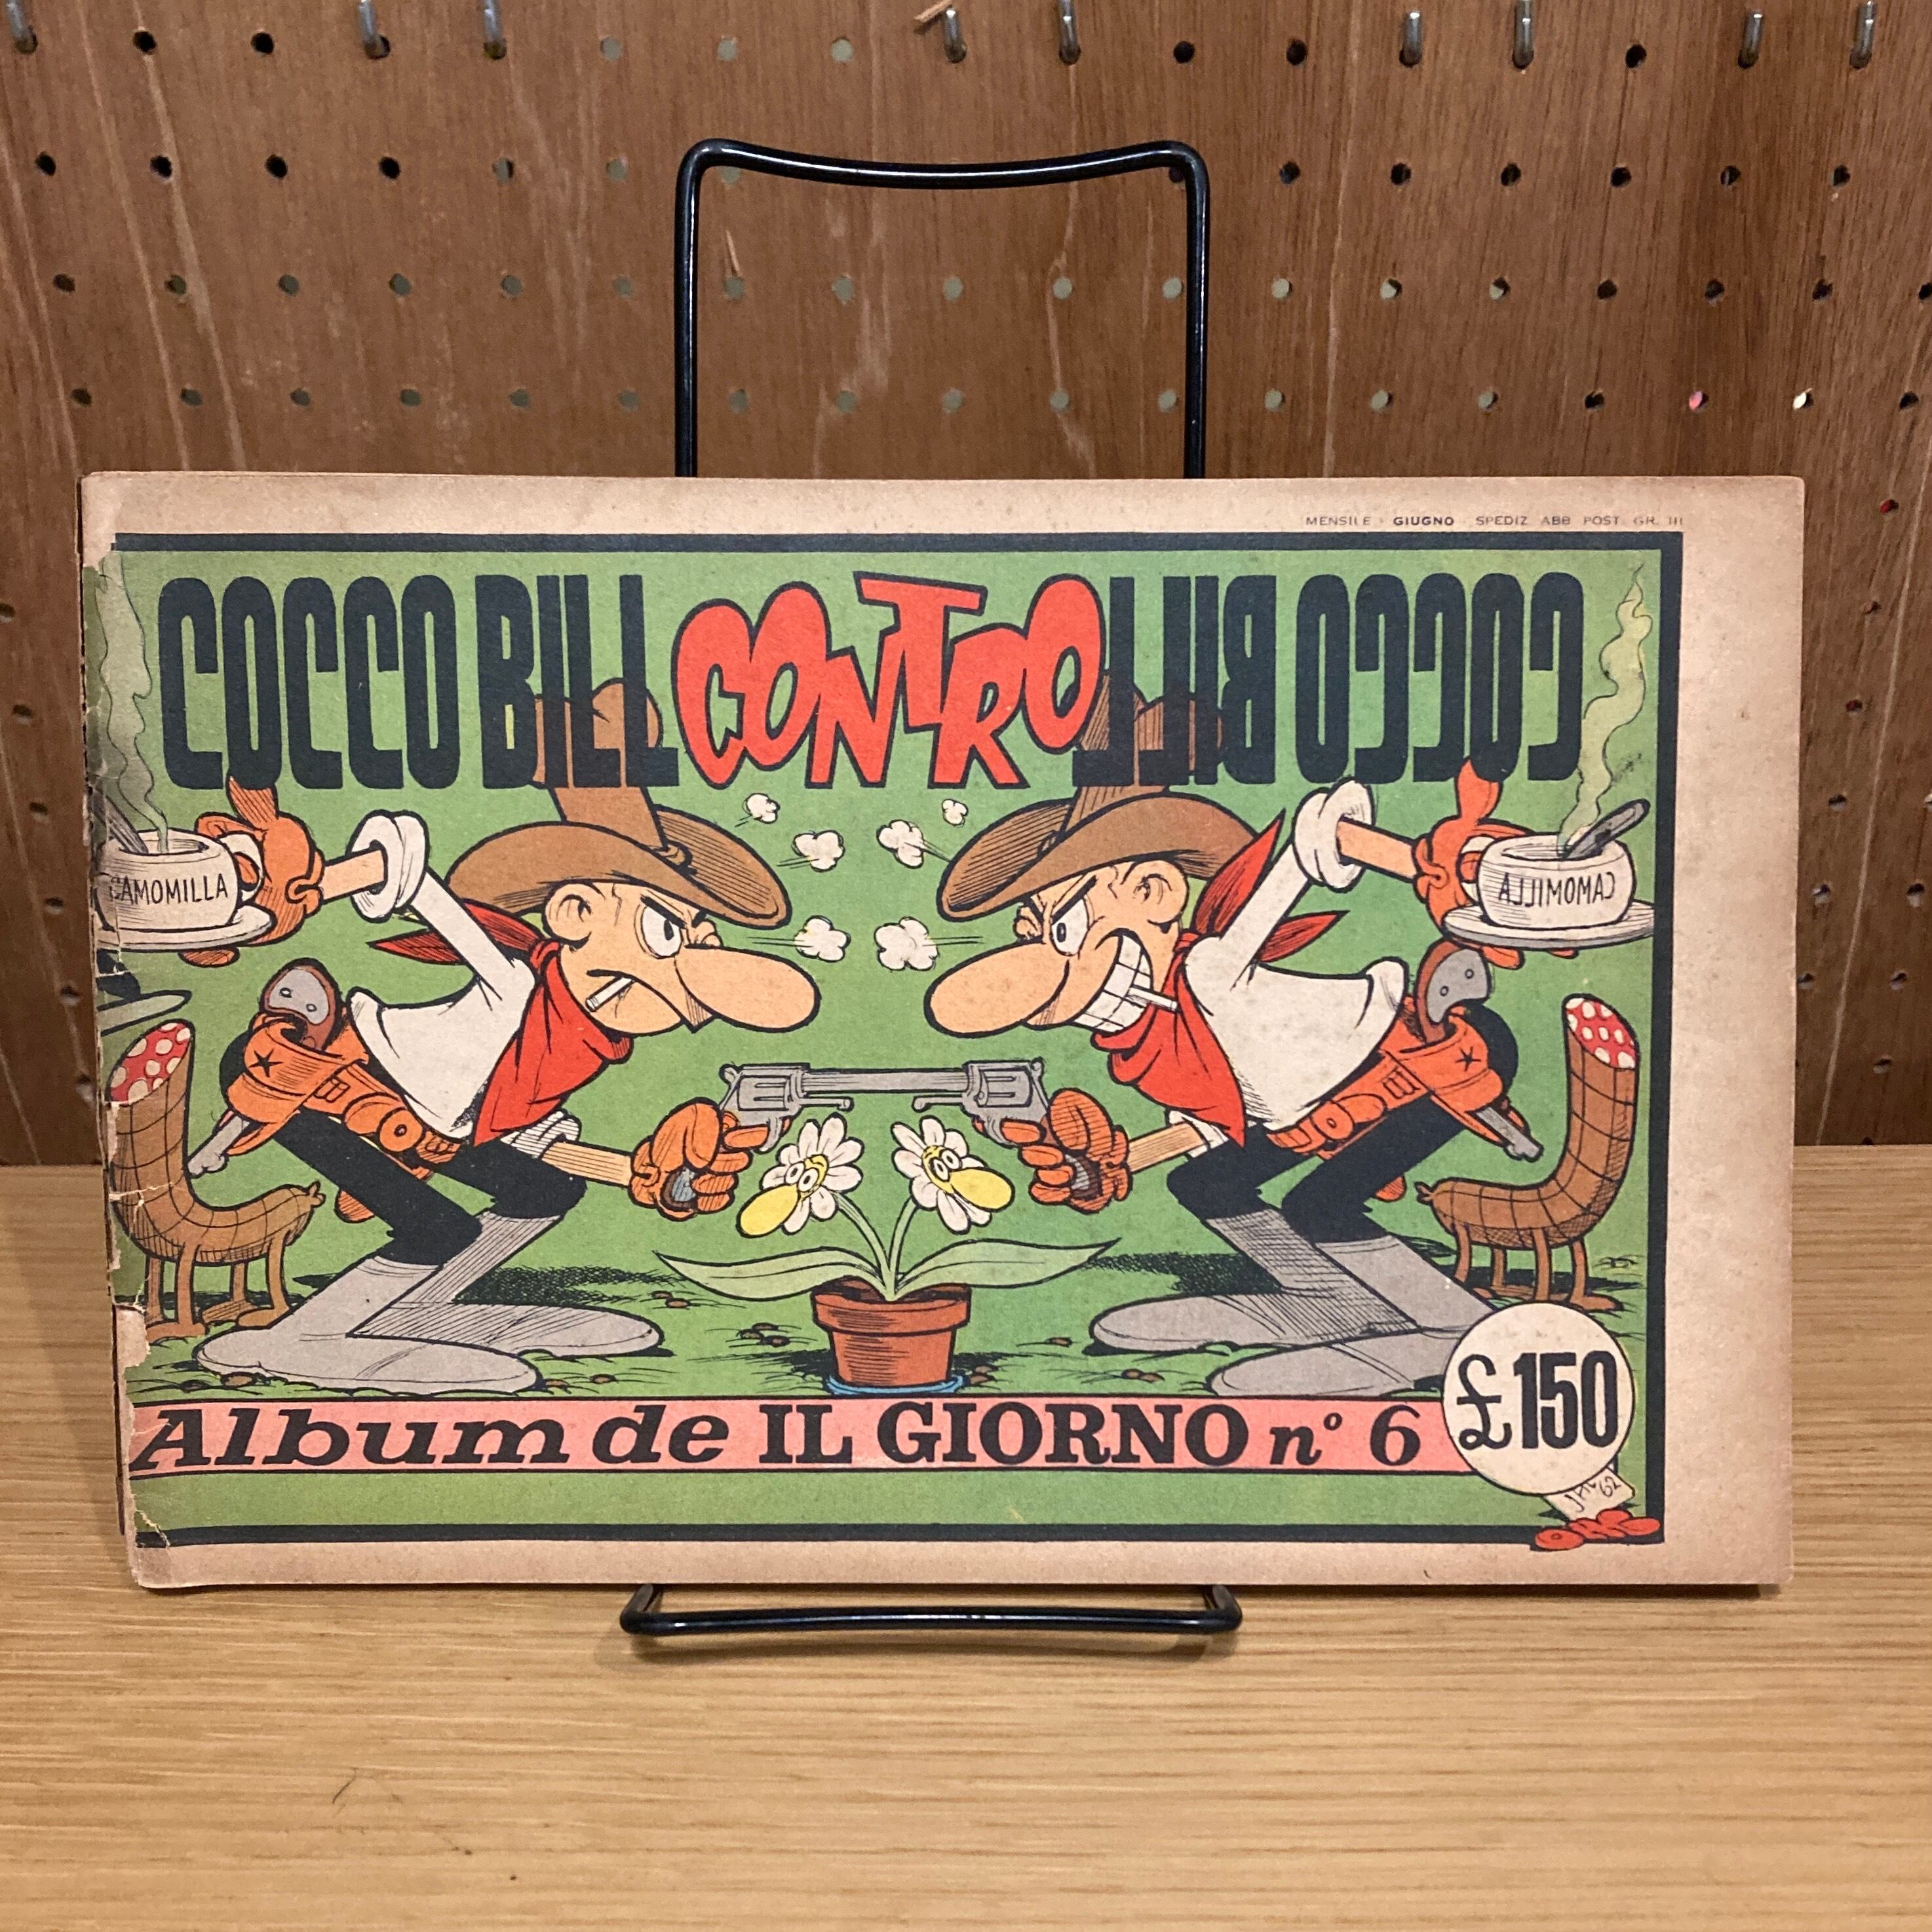 MENSILE - GIUGNO - SPEDIZ. ABB. POST. GR. III
COCCO BILL CONTRO COCCO BILL
CAMOMILLA
CAMOMILLA
Album de IL GIORNO n° 6
£150
JAC 62